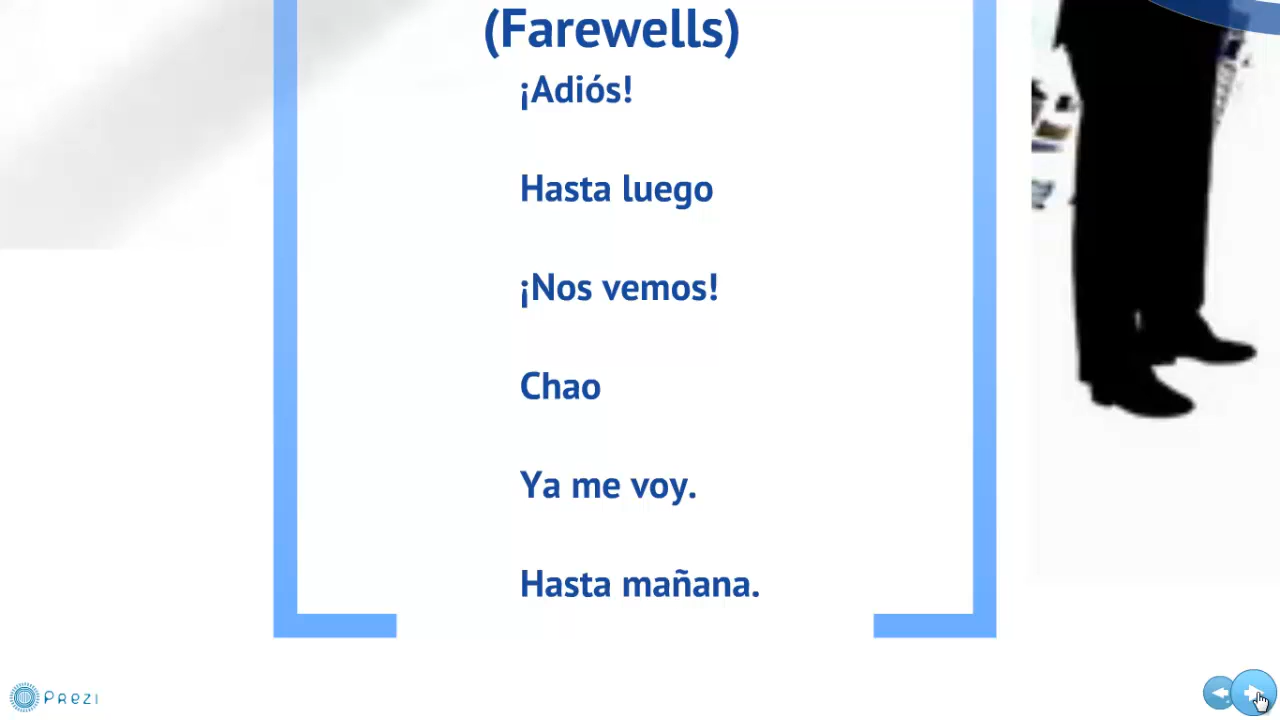 (Farewells)
¡Adiós!
Hasta luego
¡Nos vemos!
Chao
Ya me voy.
Hasta mañana.
Prezi